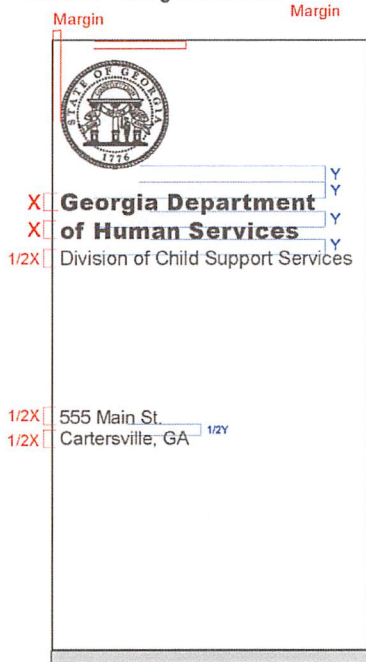 Margin
Margin
STATE OF GEORGIA
1776
Y
Y
X Georgia Department
Y
X of Human Services
Y
1/2X Division of Child Support Services
1/2X 555 Main St.
1/2Y
1/2X Cartersville, GA